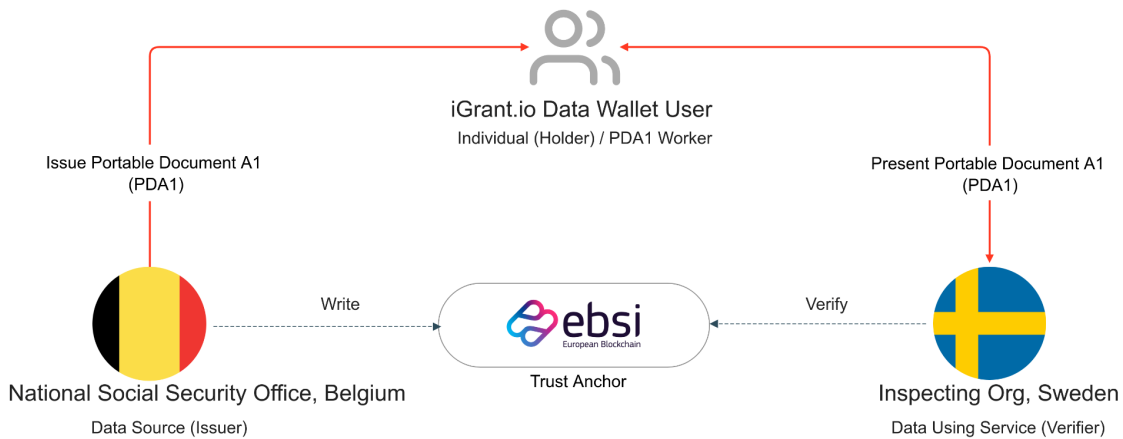 iGrant.io Data Wallet User
Individual (Holder) / PDA1 Worker
Issue Portable Document A1
(PDA1)
Present Portable Document A1
(PDA1)
Write
ebsi
European Blockchain
Verify
Trust Anchor
National Social Security Office, Belgium
Data Source (Issuer)
Inspecting Org, Sweden
Data Using Service (Verifier)